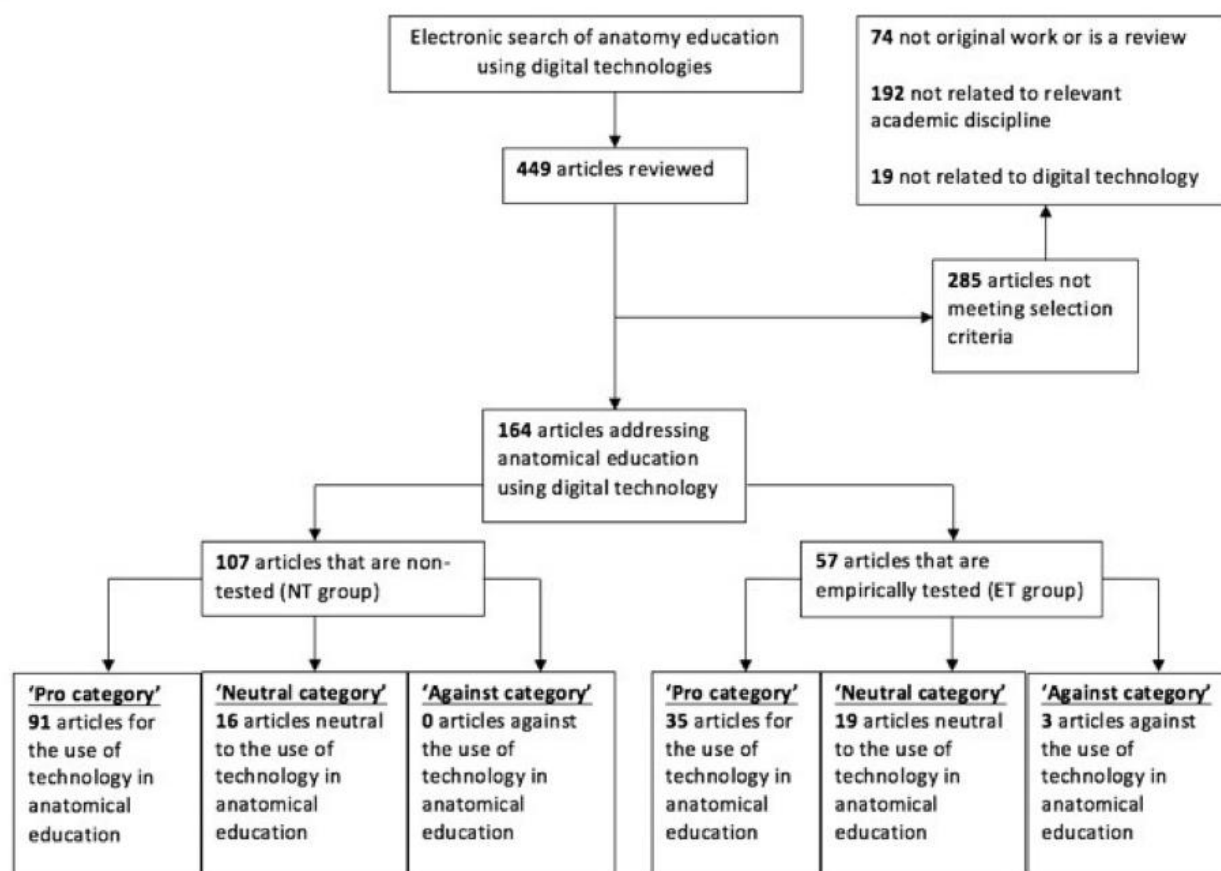 Electronic search of anatomy education
using digital technologies
74 not original work or is a review
192 not related to relevant
academic discipline
19 not related to digital technology
449 articles reviewed
285 articles not
meeting selection
criteria
164 articles addressing
anatomical education
using digital technology
107 articles that are non-
tested (NT group)
57 articles that are
empirically tested (ET group)
'Pro category'
91 articles for
the use of
technology in
anatomical
education
'Neutral category'
16 articles neutral
to the use of
technology in
anatomical
education
'Against category'
0 articles against
the use of
technology in
anatomical
education
'Pro category'
35 articles for
the use of
technology in
anatomical
education
'Neutral category'
19 articles neutral
to the use of
technology in
anatomical
education
'Against category'
3 articles against
the use of
technology in
anatomical
education